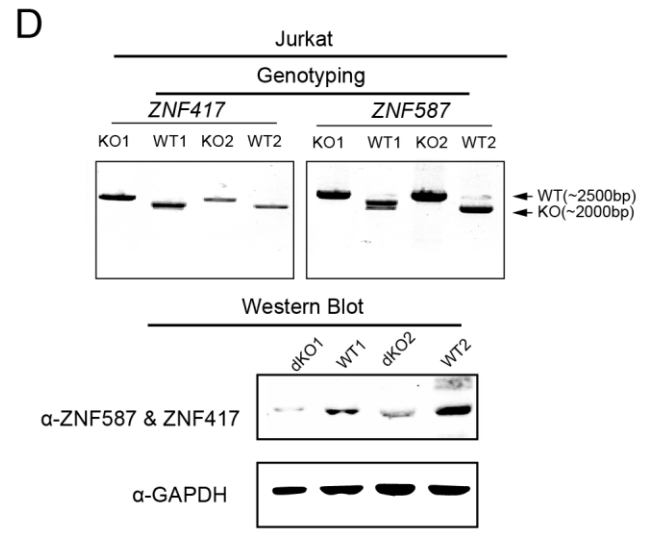 D
Jurkat
Genotyping
ZNF417 ZNF587
KO1 WT1 KO2 WT2 KO1 WT1 KO2 WT2
WT(~2500bp)
KO(~2000bp)
Western Blot
dKO1 WT1 dKO2 WT2
α-ZNF587 & ZNF417
α-GAPDH